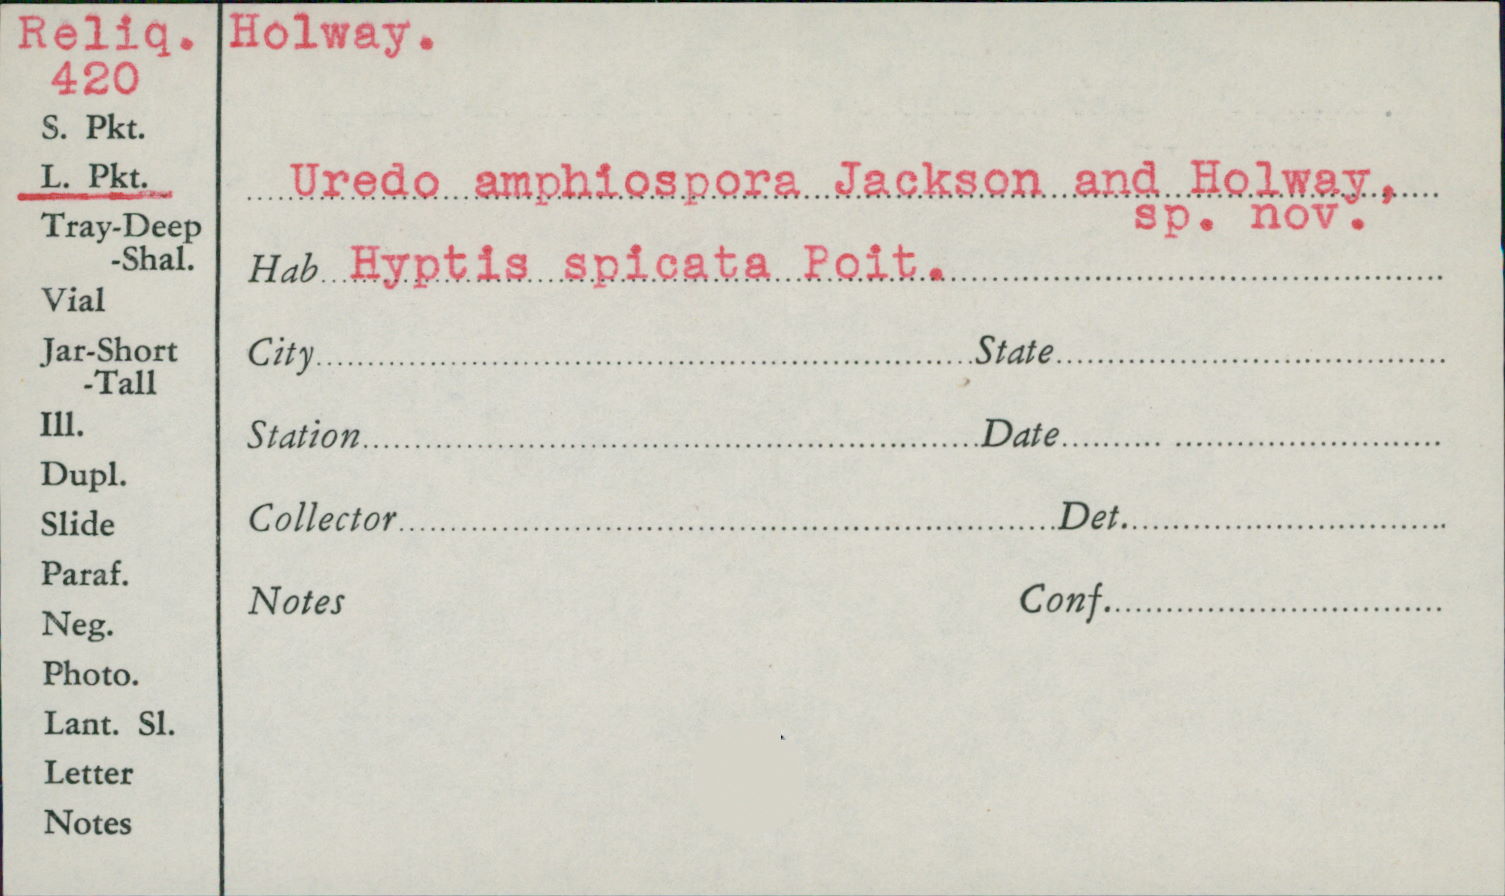 Reliq. Holway.
420
S. Pkt.
L. Pkt.
Uredo amphiospora Jackson and Holway,
sp. nov.
Tray-Deep
-Shal.
Hab Hyptis spicata Poit.
Vial
Jar-Short
-Tall
City State
Ill.
Station Date
Dupl.
Slide
Collector Det.
Paraf.
Neg.
Notes Conf.
Photo.
Lant. Sl.
Letter
Notes